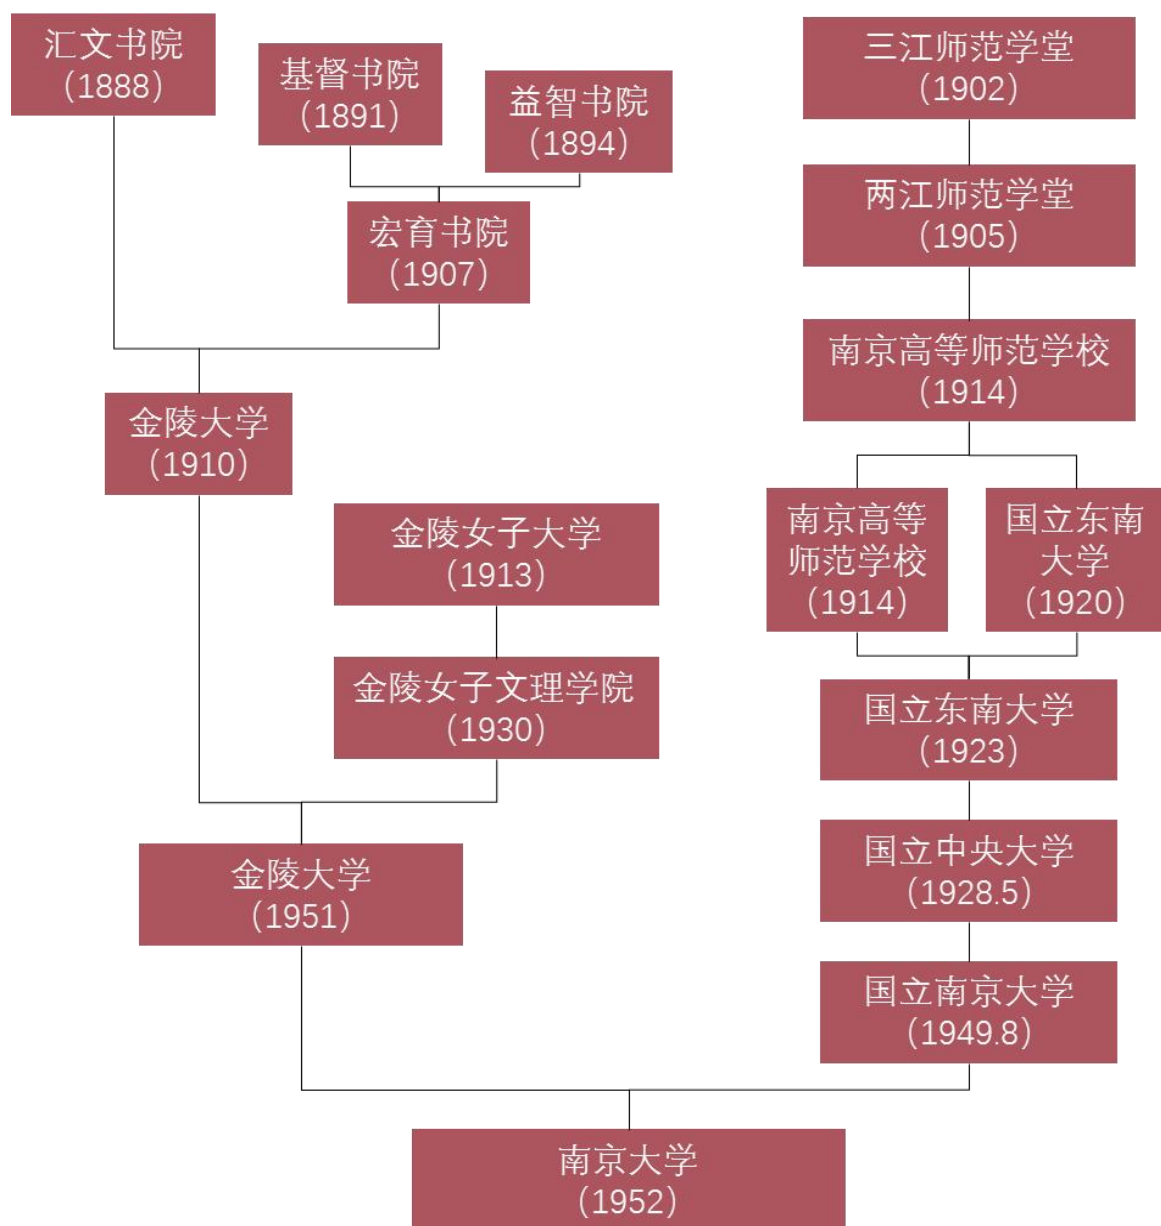 汇文书院
（1888）
基督书院
（1891）
益智书院
（1894）
宏育书院
（1907）
金陵大学
（1910）
金陵女子大学
（1913）
金陵女子文理学院
（1930）
金陵大学
（1951）
三江师范学堂
（1902）
两江师范学堂
（1905）
南京高等师范学校
（1914）
南京高等
师范学校
（1914）
国立东南
大学
（1920）
国立东南大学
（1923）
国立中央大学
（1928.5）
国立南京大学
（1949.8）
南京大学
（1952）